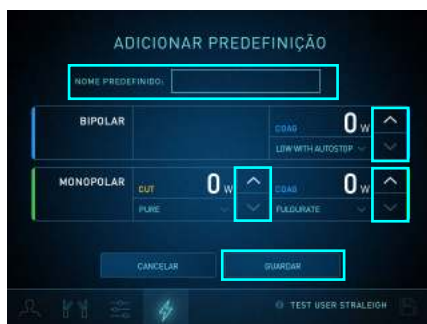 ADICIONAR PREDEFINIÇÃO
NOME PREDEFINIDO:
BIPOLAR
COAG 0 W
LOW WITH AUTOSTOP
MONOPOLAR CUT 0 W COAG 0 W
PURE FULGURATE
CANCELAR GUARDAR
TEST USER STRALEIGH